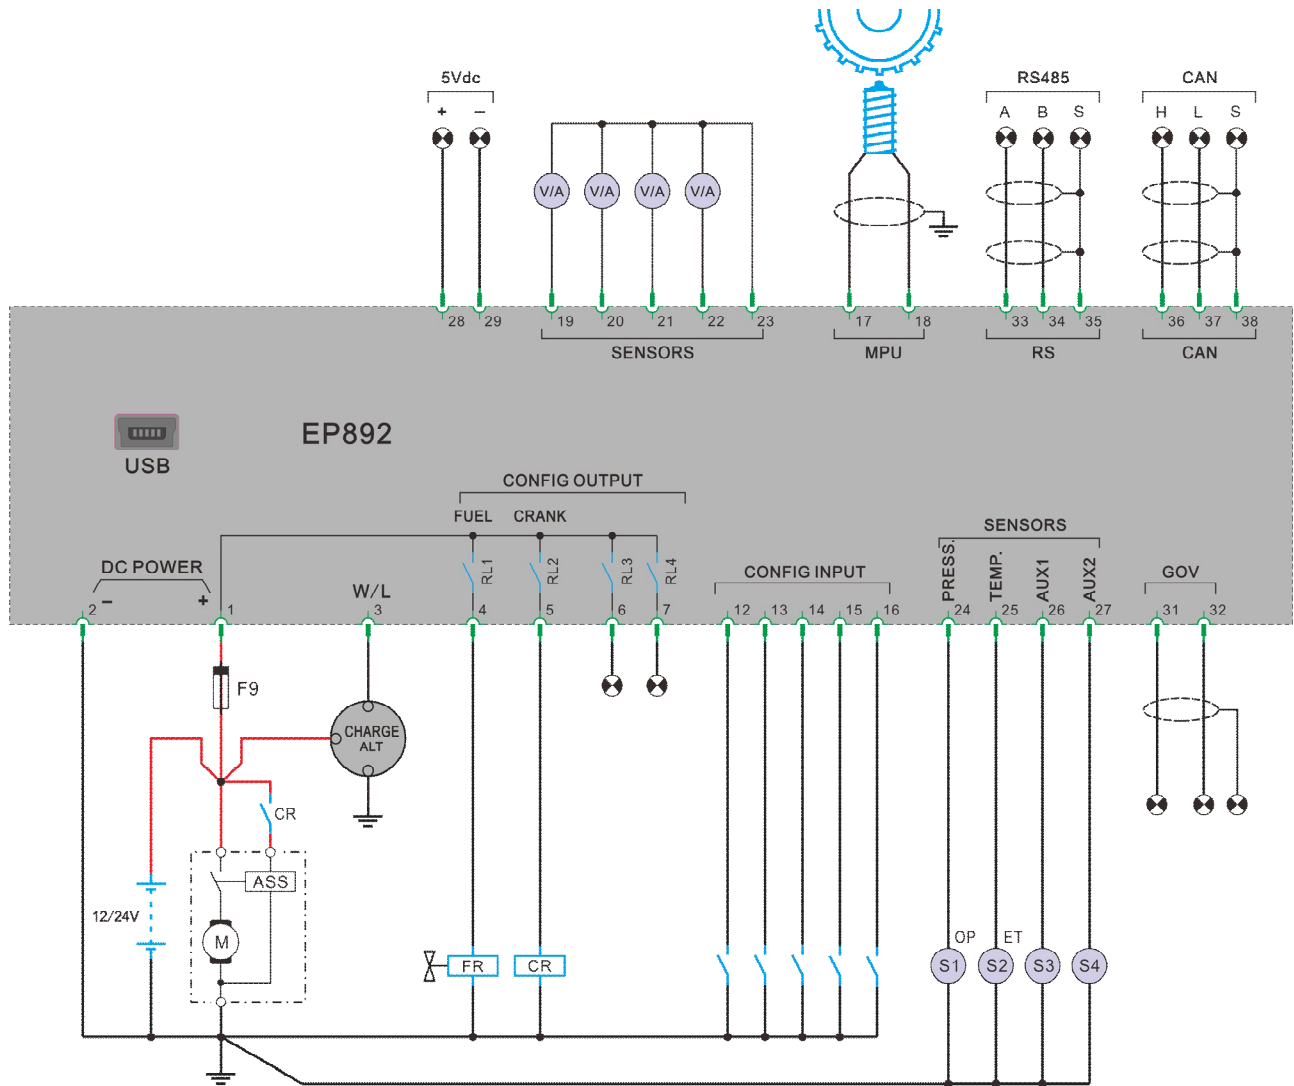 5Vdc
+ −
RS485
A B S
CAN
H L S
V/A V/A V/A V/A
28 29 19 20 21 22 23 17 18 33 34 35 36 37 38
SENSORS
MPU
RS
CAN
USB
EP892
CONFIG OUTPUT
FUEL CRANK
RL1 RL2 RL3 RL4
DC POWER
− +
W/L
CONFIG INPUT
SENSORS
PRESS. TEMP. AUX1 AUX2
GOV
2 1 3 4 5 6 7 12 13 14 15 16 24 25 26 27 31 32
F9
CHARGE
ALT
CR
ASS
12/24V
M
FR
CR
OP ET
S1 S2 S3 S4